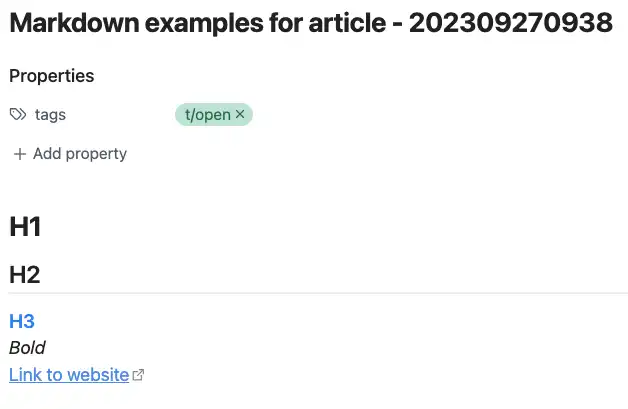 Markdown examples for article - 202309270938
Properties
tags t/open ×
+ Add property
H1
H2
H3
Bold
Link to website